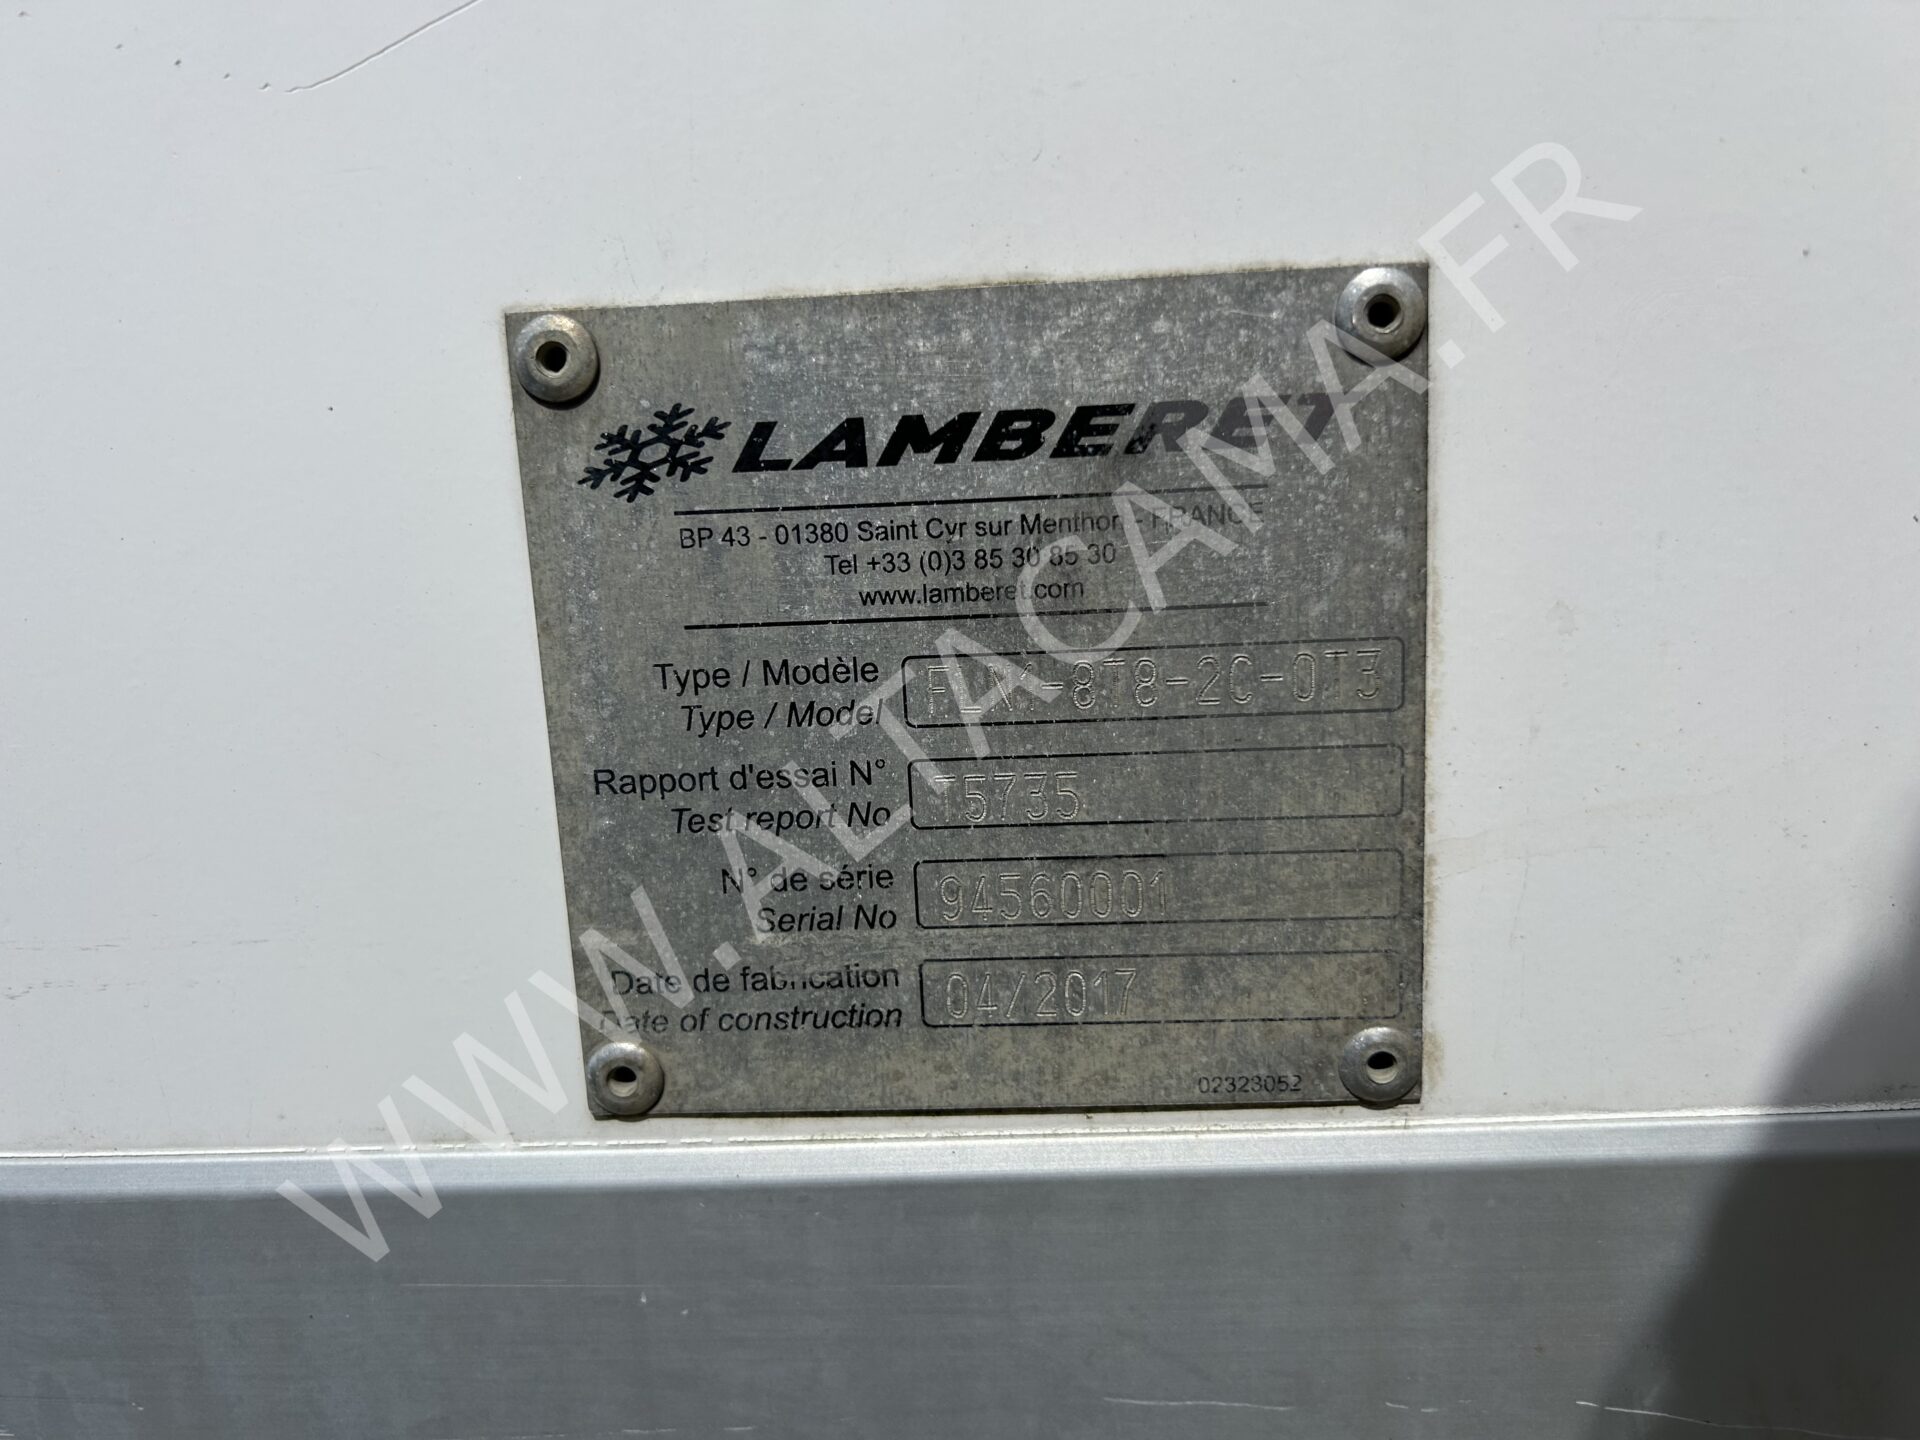 LAMBERET
BP 43 - 01380 Saint Cyr sur Menthon - FRANCE
Tel +33 (0)3 85 30 85 30
www.lamberet.com
Type / Modèle
Type / Model
FLN1-8T8-2C-0T3
Rapport d'essai N°
Test report No
T5735
N° de série
Serial No
94560001
Date de fabrication
Date of construction
04/2017
02323052
WWW.ALTACAMA.FR